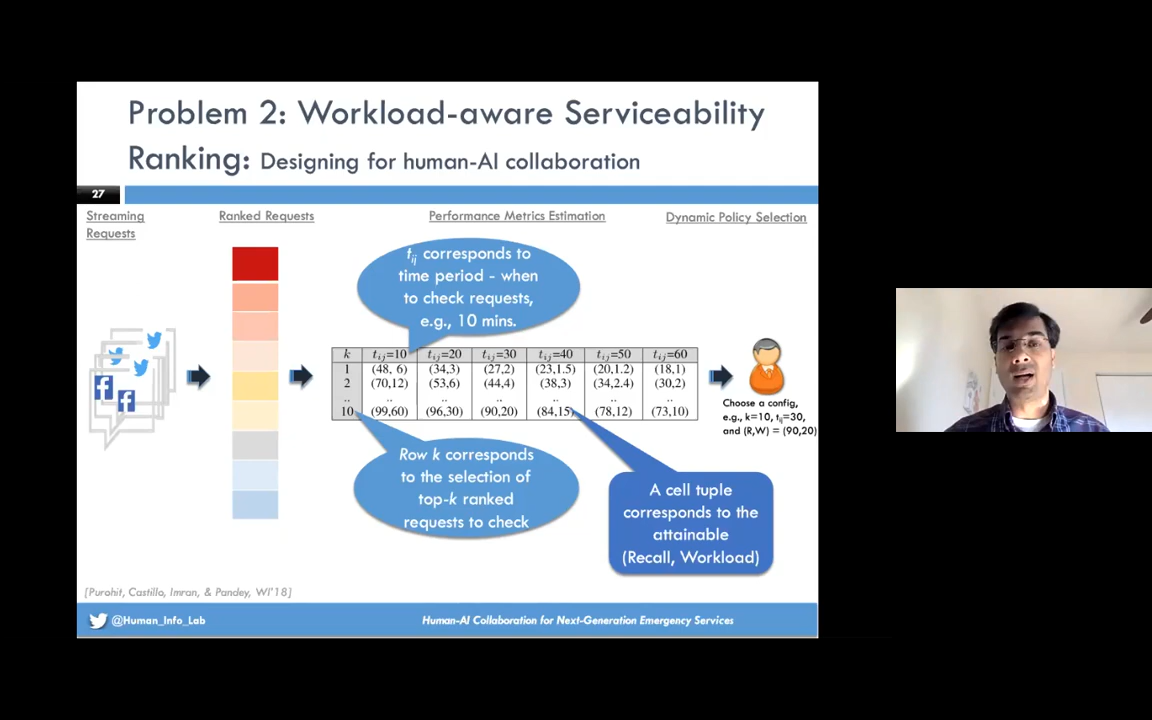 Problem 2: Workload-aware Serviceability
Ranking: Designing for human-AI collaboration
27
Streaming
Requests
Ranked Requests
Performance Metrics Estimation
Dynamic Policy Selection
tij corresponds to
time period - when
to check requests,
e.g., 10 mins.
k tij=10 tij=20 tij=30 tij=40 tij=50 tij=60
1 (48, 6) (34,3) (27,2) (23,1.5) (20,1.2) (18,1)
2 (70,12) (53,6) (44,4) (38,3) (34,2.4) (30,2)
.. .. .. .. .. .. ..
10 (99,60) (96,30) (90,20) (84,15) (78,12) (73,10)
Choose a config,
e.g., k=10, tij=30,
and (R,W) = (90,20)
Row k corresponds
to the selection of
top-k ranked
requests to check
A cell tuple
corresponds to the
attainable
(Recall, Workload)
[Purohit, Castillo, Imran, & Pandey, WI'18]
@Human_Info_Lab
Human-AI Collaboration for Next-Generation Emergency Services